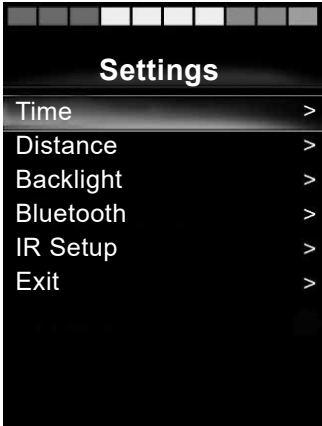 Settings
Time >
Distance >
Backlight >
Bluetooth >
IR Setup >
Exit >